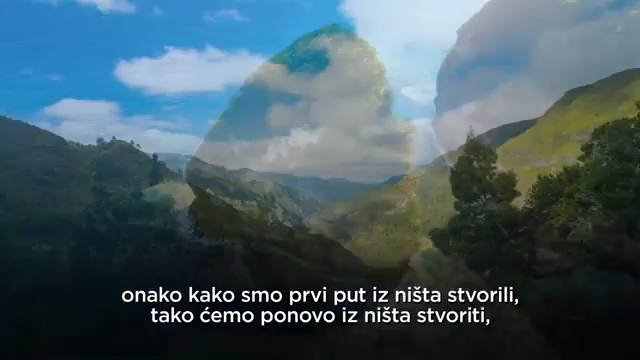 onako kako smo prvi put iz ništa stvorili,
tako ćemo ponovo iz ništa stvoriti,